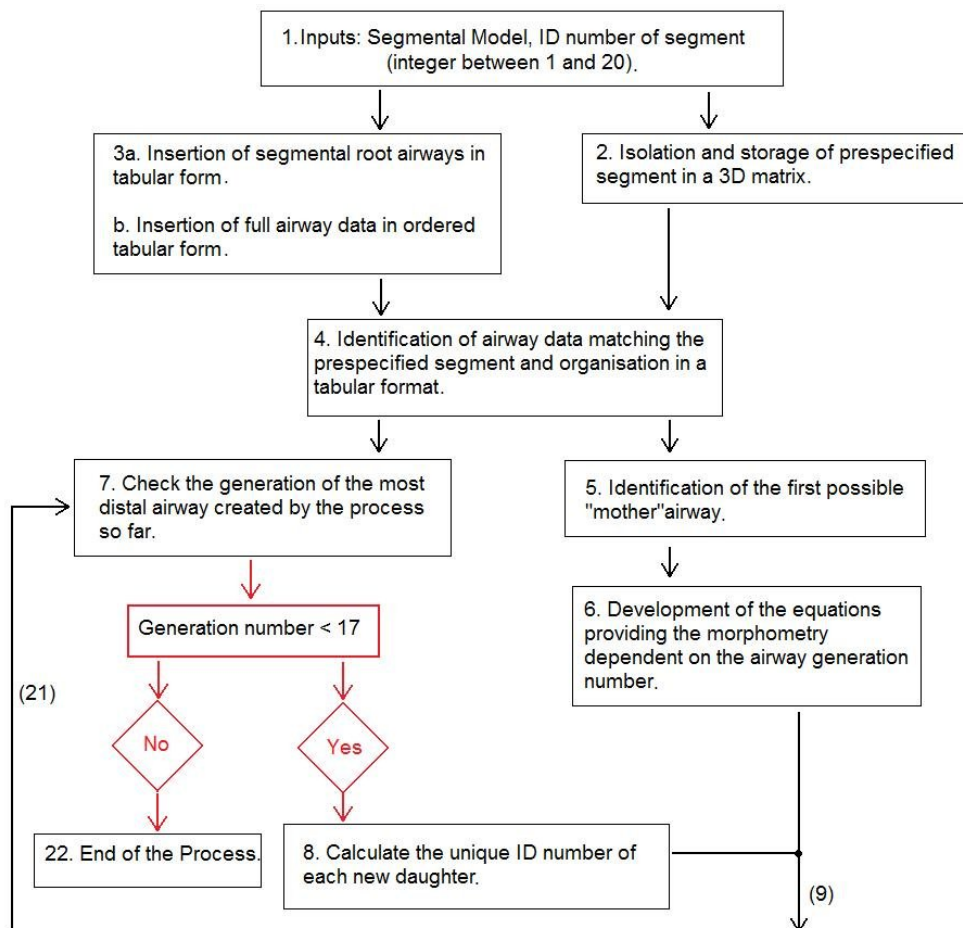 1.Inputs: Segmental Model, ID number of segment
(integer between 1 and 20).
3a. Insertion of segmental root airways in
tabular form.
b. Insertion of full airway data in ordered
tabular form.
2. Isolation and storage of prespecified
segment in a 3D matrix.
4. Identification of airway data matching the
prespecified segment and organisation in a
tabular format.
7. Check the generation of the most
distal airway created by the process
so far.
5. Identification of the first possible
"mother"airway.
Generation number < 17
6. Development of the equations
providing the morphometry
dependent on the airway generation
number.
(21)
No
Yes
22. End of the Process.
8. Calculate the unique ID number of
each new daughter.
(9)